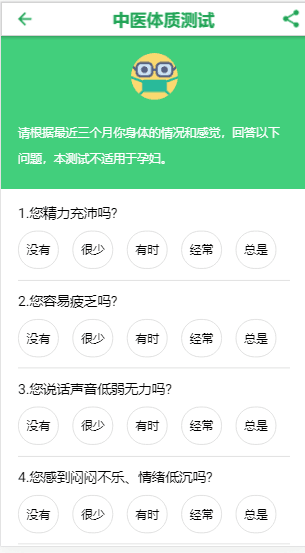 中医体质测试
请根据最近三个月你身体的情况和感觉，回答以下
问题，本测试不适用于孕妇。
1.您精力充沛吗?
没有 很少 有时 经常 总是
2.您容易疲乏吗?
没有 很少 有时 经常 总是
3.您说话声音低弱无力吗?
没有 很少 有时 经常 总是
4.您感到闷闷不乐、情绪低沉吗?
没有 很少 有时 经常 总是